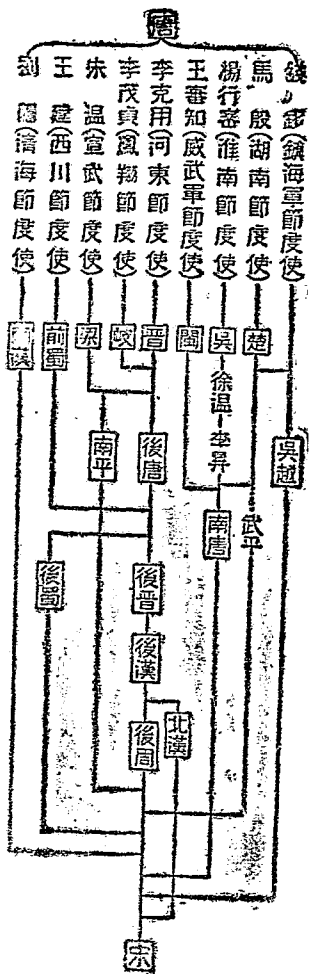 唐
錢鏐(鎮海軍節度使)
馬殷(湖南節度使)
楊行密(淮南節度使)
王審知(威武軍節度使)
李克用(河東節度使)
李茂貞(鳳翔節度使)
朱溫(宣武節度使)
王建(西川節度使)
劉隱(清海節度使)
楚
吳
閩
晉
岐
梁
前蜀
南漢
徐温
李昪
吳越
武平
南唐
後唐
南平
後蜀
後晉
後漢
北漢
後周
宋